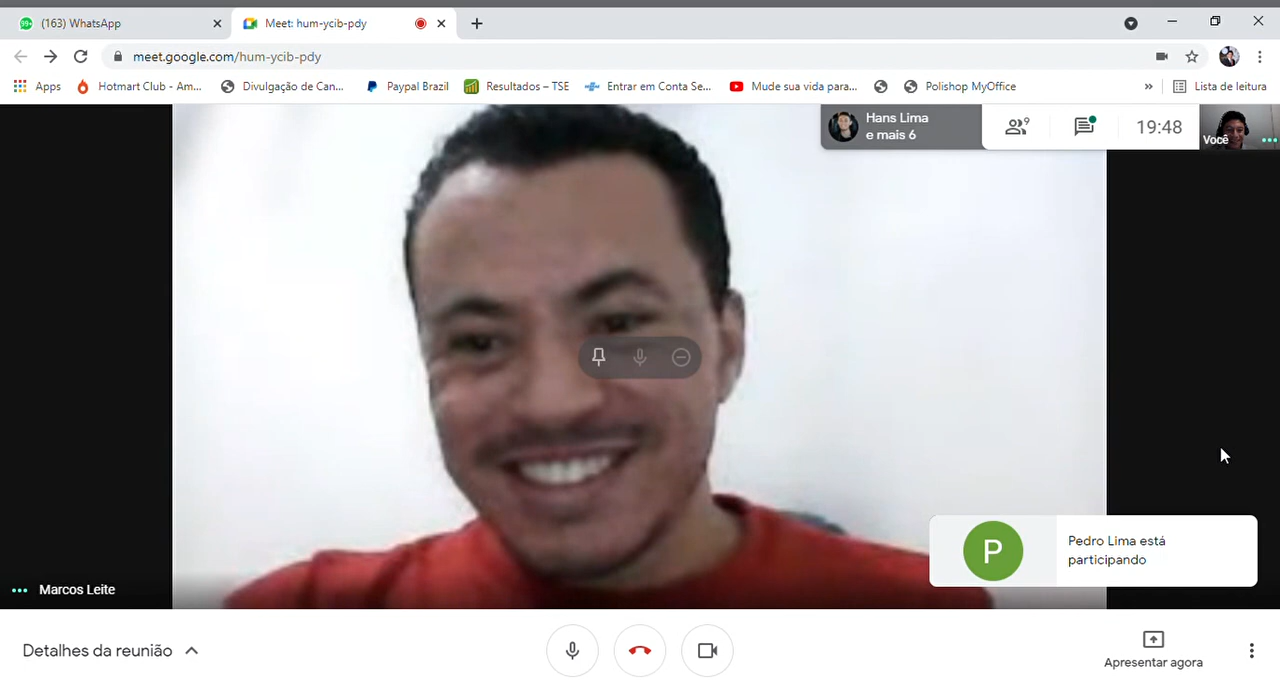 99+
(163) WhatsApp
Meet: hum-ycib-pdy
meet.google.com/hum-ycib-pdy
Apps
Hotmart Club - Am...
Divulgação de Can...
Paypal Brazil
Resultados – TSE
Entrar em Conta Se...
Mude sua vida para...
Polishop MyOffice
»
Lista de leitura
Hans Lima
e mais 6
9
19:48
Você
P
Pedro Lima está
participando
Marcos Leite
Detalhes da reunião
Apresentar agora